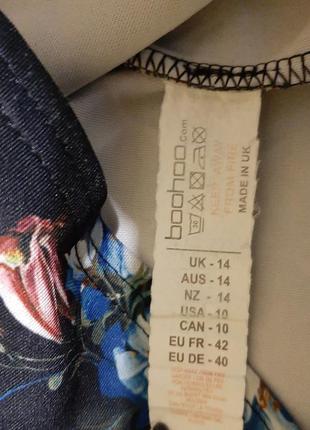 boohoo.com
30
KEEP AWAY
FROM FIRE
MADE IN UK
UK - 14
AUS - 14
NZ - 14
USA - 10
CAN - 10
EU FR - 42
EU DE - 40